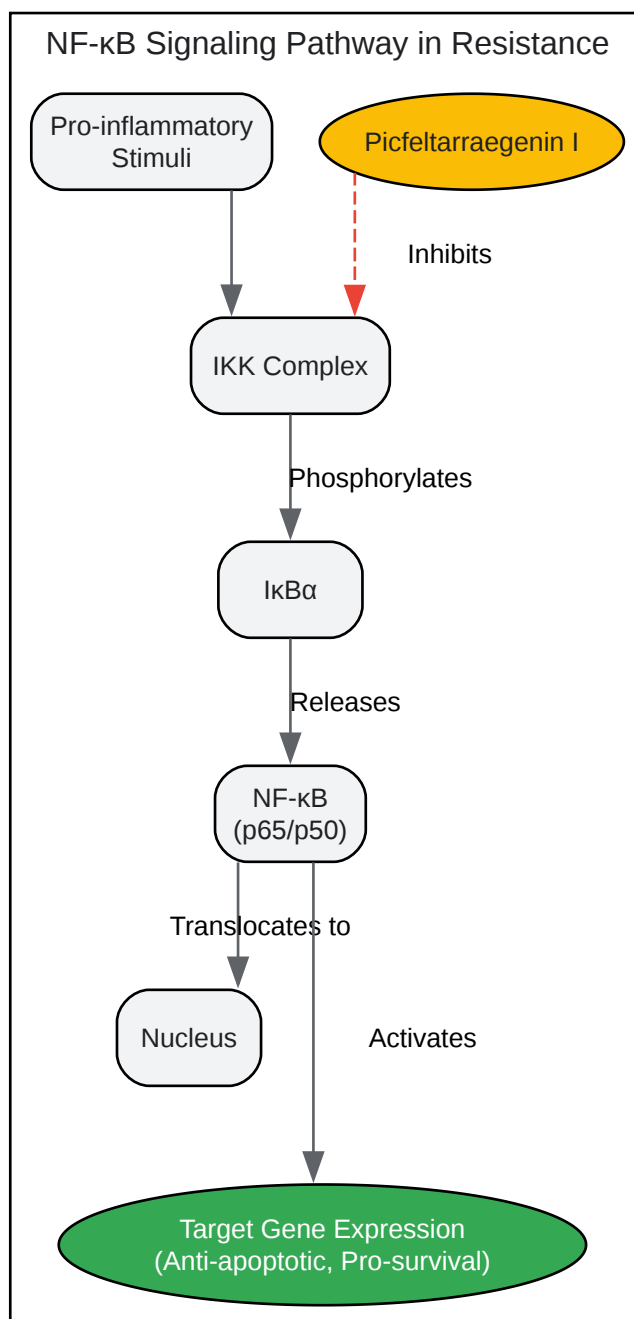 NF-κB Signaling Pathway in Resistance
Pro-inflammatory
Stimuli
Picfeltarraegenin I
Inhibits
IKK Complex
Phosphorylates
IκBα
Releases
NF-κB
(p65/p50)
Translocates to
Nucleus
Activates
Target Gene Expression
(Anti-apoptotic, Pro-survival)